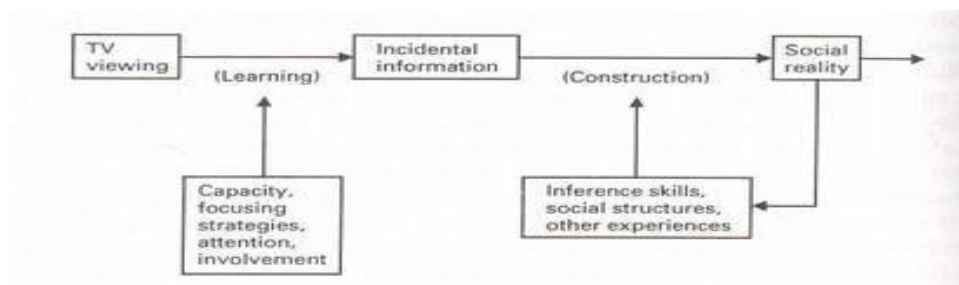 TV
viewing
(Learning)
Incidental
information
(Construction)
Social
reality
Capacity,
focusing
strategies,
attention,
involvement
Inference skills,
social structures,
other experiences